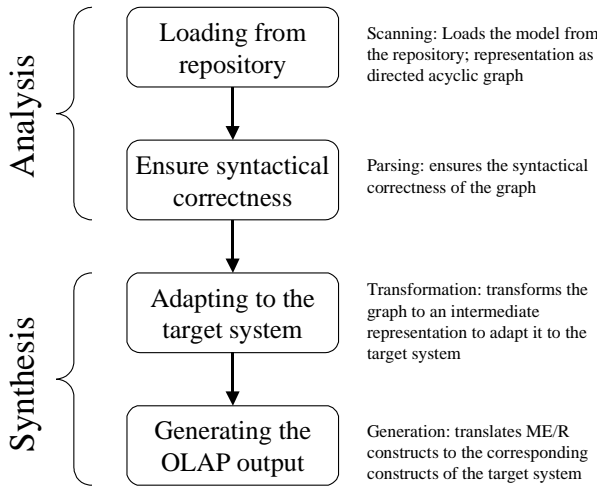 Analysis
Loading from
repository
Scanning: Loads the model from
the repository; representation as
directed acyclic graph
Ensure syntactical
correctness
Parsing: ensures the syntactical
correctness of the graph
Synthesis
Adapting to the
target system
Transformation: transforms the
graph to an intermediate
representation to adapt it to the
target system
Generating the
OLAP output
Generation: translates ME/R
constructs to the corresponding
constructs of the target system